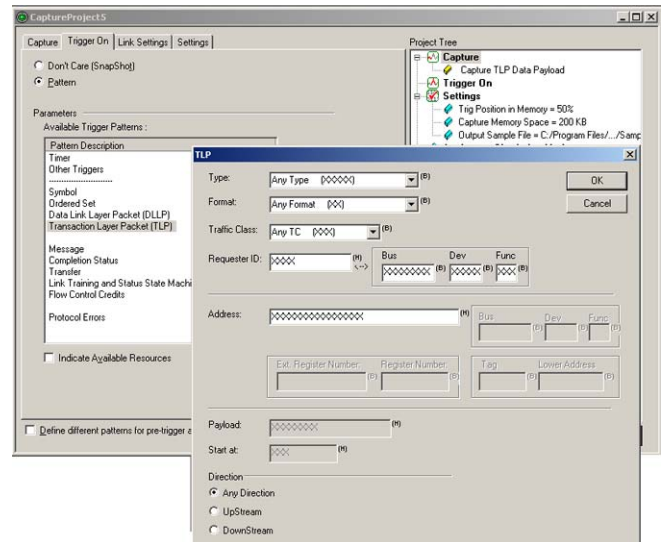 CaptureProject5
Capture Trigger On Link Settings Settings
Don't Care (SnapShot)
Pattern
Parameters
Available Trigger Patterns :
Pattern Description
Timer
Other Triggers
------------------------
Symbol
Ordered Set
Data Link Layer Packet (DLLP)
Transaction Layer Packet (TLP)
Message
Completion Status
Transfer
Link Training and Status State Machi
Flow Control Credits
Protocol Errors
Indicate Available Resources
Define different patterns for pre-trigger a
Project Tree
Capture
Capture TLP Data Payload
Trigger On
Settings
Trig Position in Memory = 50%
Capture Memory Space = 200 KB
Output Sample File = C:/Program Files/.../Samp
TLP
Type: Any Type (XXXXX) (B)
OK
Format: Any Format (XX) (B)
Cancel
Traffic Class: Any TC (XXX) (B)
Requester ID: XXXX (H) <-->
Bus Dev Func
XXXXXXXX (B) XXXXX (B) XXX (B)
Address: XXXXXXXXXXXXXXXX (H)
Bus Dev Func
(B) (B) (B)
Ext. Register Number: Register Number:
(B) (B)
Tag Lower Address
(B) (B)
Payload: XXXXXXXX (H)
Start at: XXX (H)
Direction
Any Direction
UpStream
DownStream